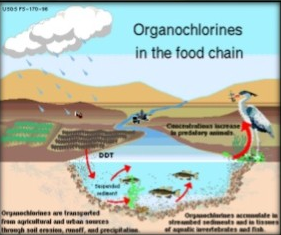 USGS FS-170-96
Organochlorines
in the food chain
Concentrations increase
in predatory animals.
DDT
Suspended
sediment
Organochlorines are transported
from agricultural and urban sources
through soil erosion, runoff, and precipitation.
Organochlorines accumulate in
streambed sediments and in tissues
of aquatic invertebrates and fish.